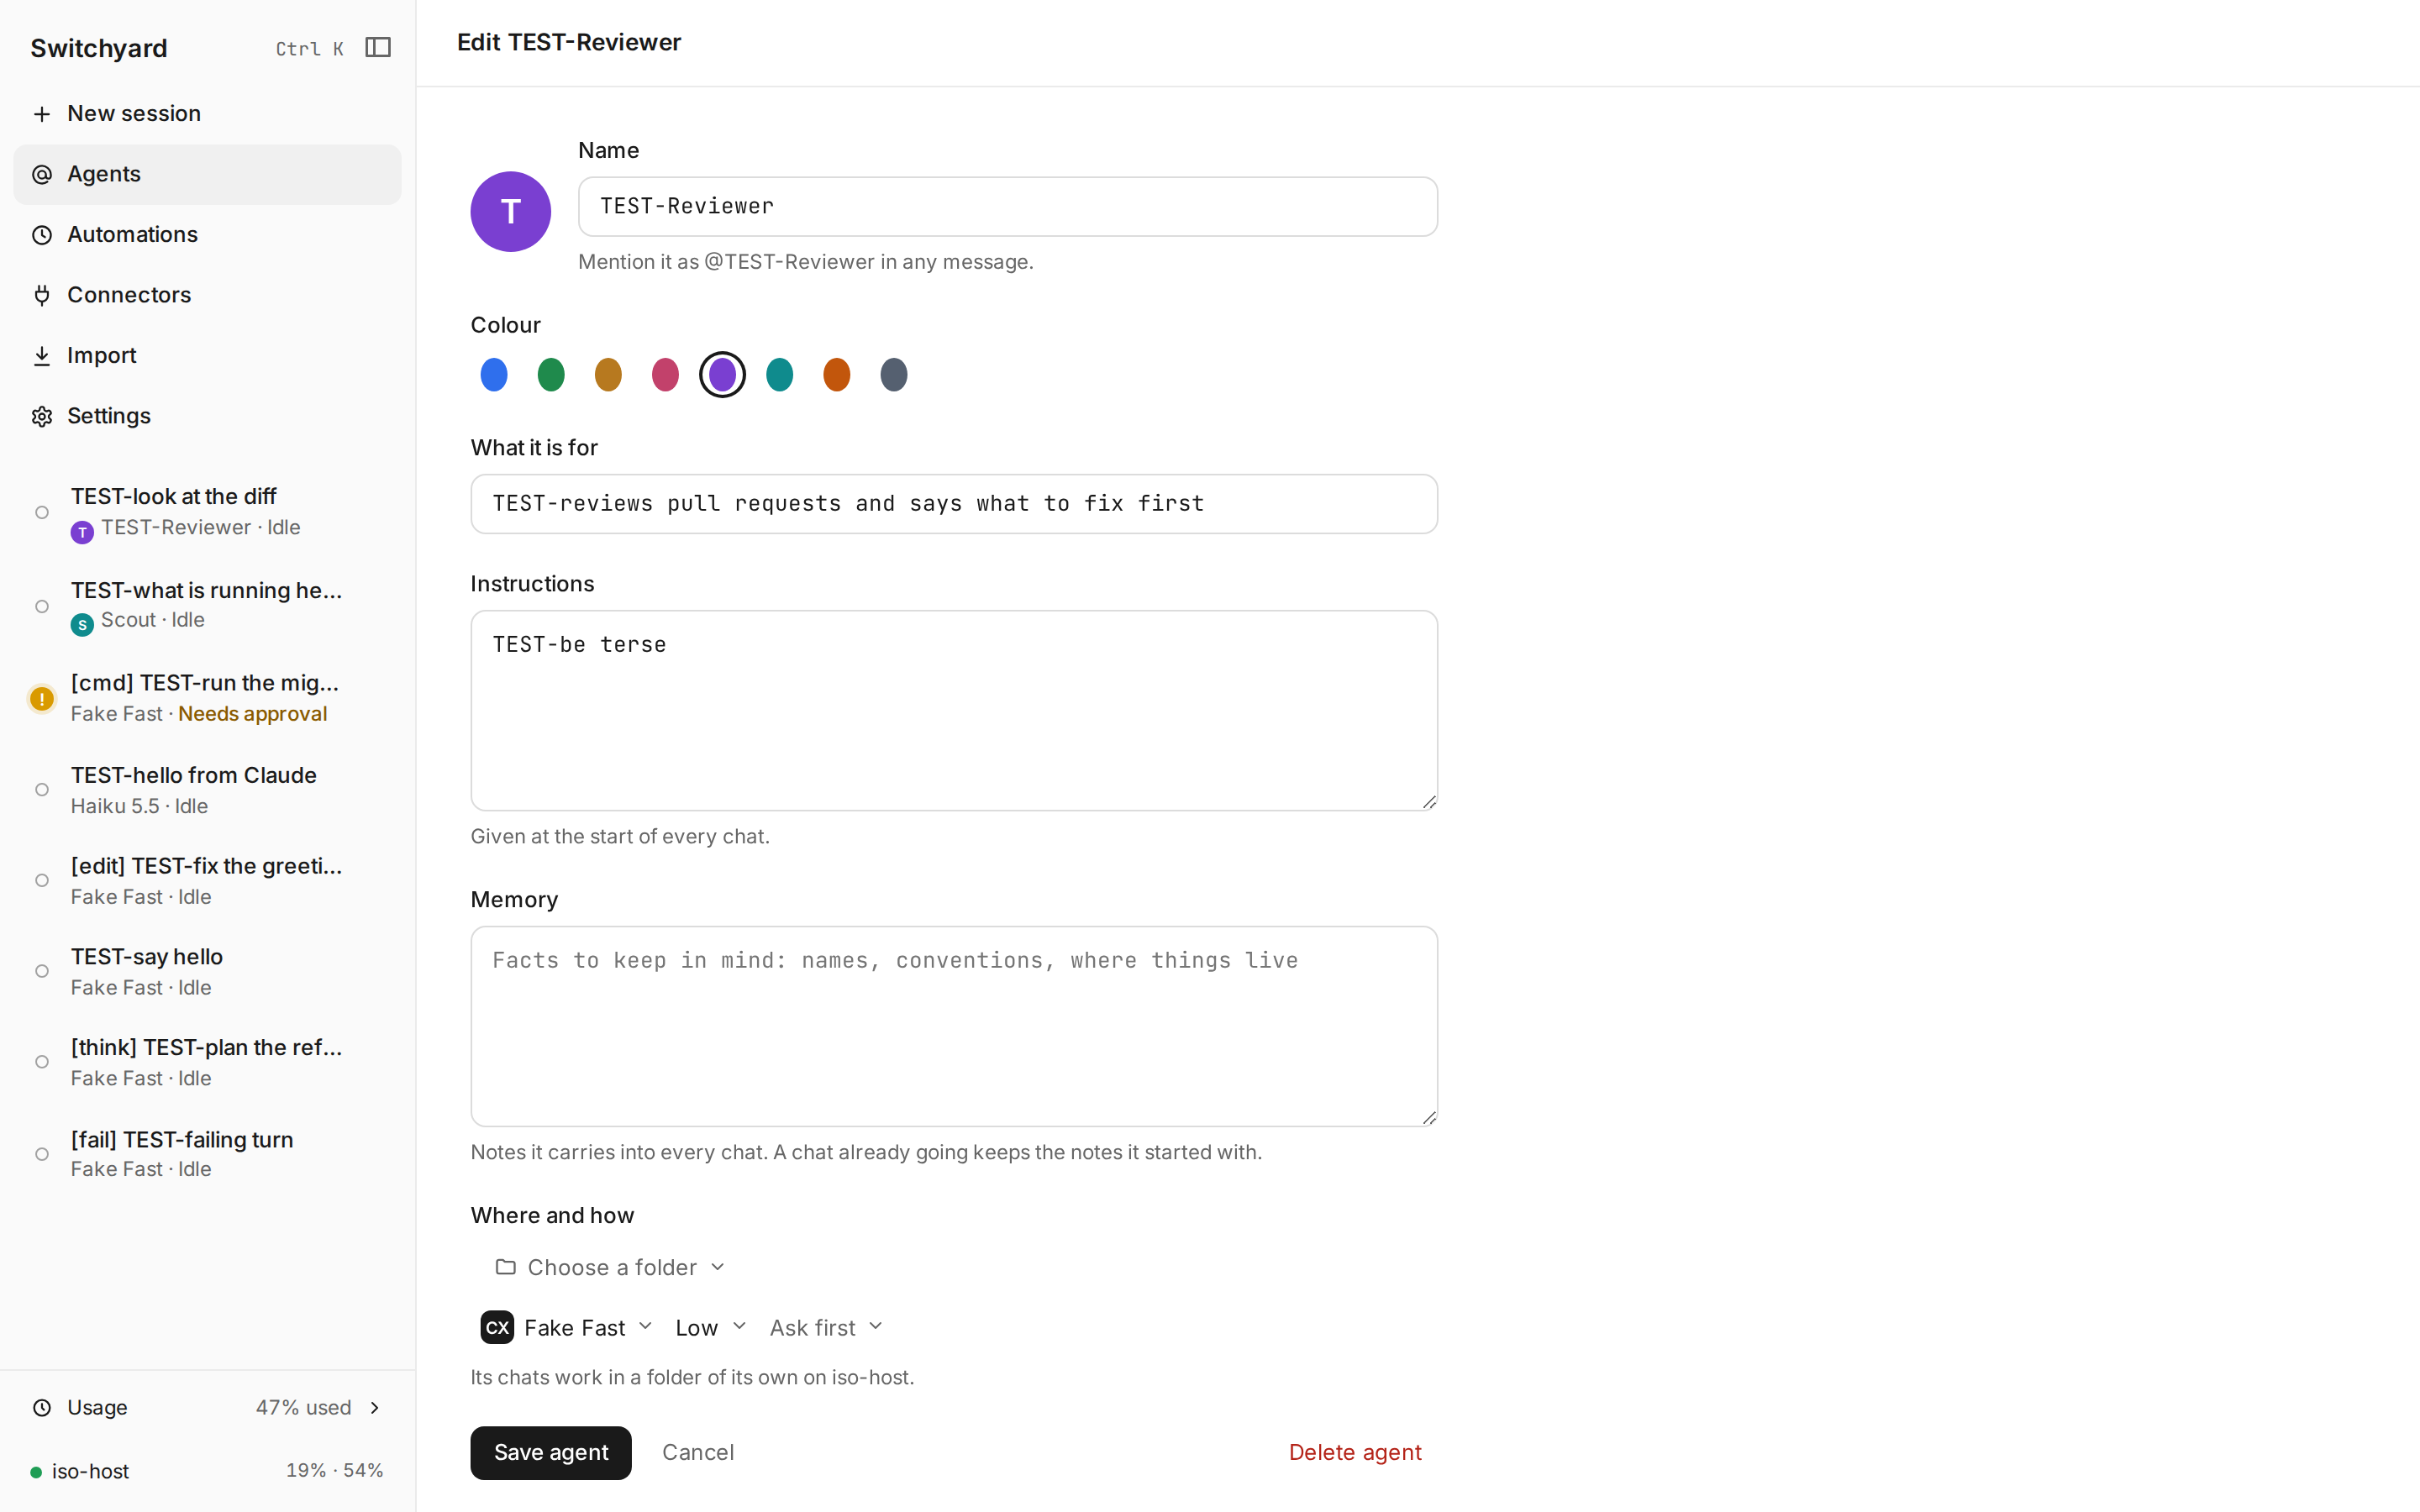 Switchyard
Ctrl K
New session
Agents
Automations
Connectors
Import
Settings
TEST-look at the diff
T TEST-Reviewer · Idle
TEST-what is running he…
S Scout · Idle
[cmd] TEST-run the mig…
! Fake Fast · Needs approval
TEST-hello from Claude
Haiku 5.5 · Idle
[edit] TEST-fix the greeti…
Fake Fast · Idle
TEST-say hello
Fake Fast · Idle
[think] TEST-plan the ref…
Fake Fast · Idle
[fail] TEST-failing turn
Fake Fast · Idle
Usage 47% used
iso-host 19% · 54%
Edit TEST-Reviewer
Name
T
TEST-Reviewer
Mention it as @TEST-Reviewer in any message.
Colour
What it is for
TEST-reviews pull requests and says what to fix first
Instructions
TEST-be terse
Given at the start of every chat.
Memory
Facts to keep in mind: names, conventions, where things live
Notes it carries into every chat. A chat already going keeps the notes it started with.
Where and how
Choose a folder
CX Fake Fast Low Ask first
Its chats work in a folder of its own on iso-host.
Save agent Cancel Delete agent